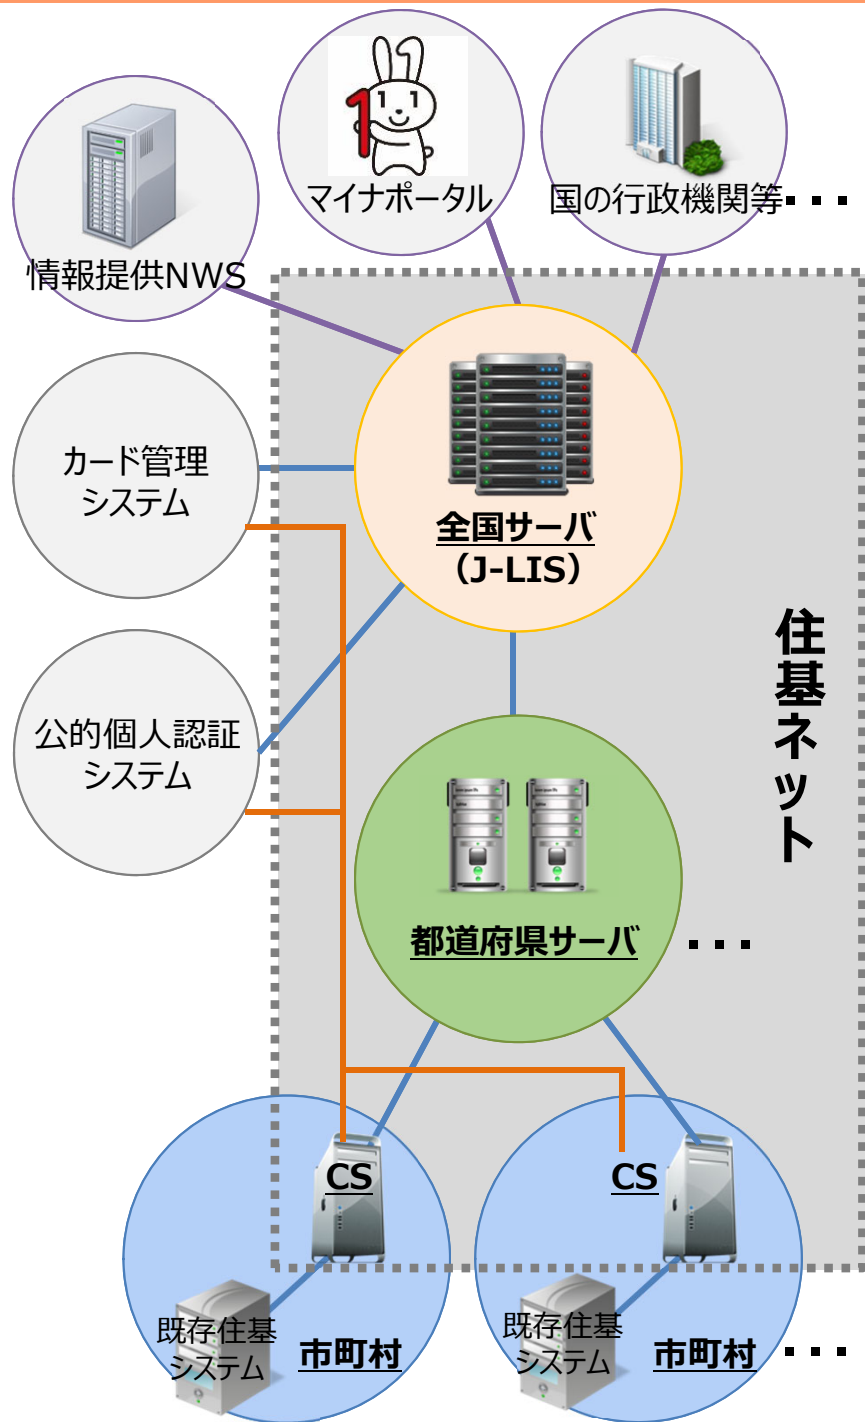 マイナポータル
国の行政機関等・・・
情報提供NWS
カード管理
システム
全国サーバ
（J-LIS）
住基ネット
公的個人認証
システム
都道府県サーバ
・・・
CS
CS
既存住基
システム
市町村
既存住基
システム
市町村
・・・